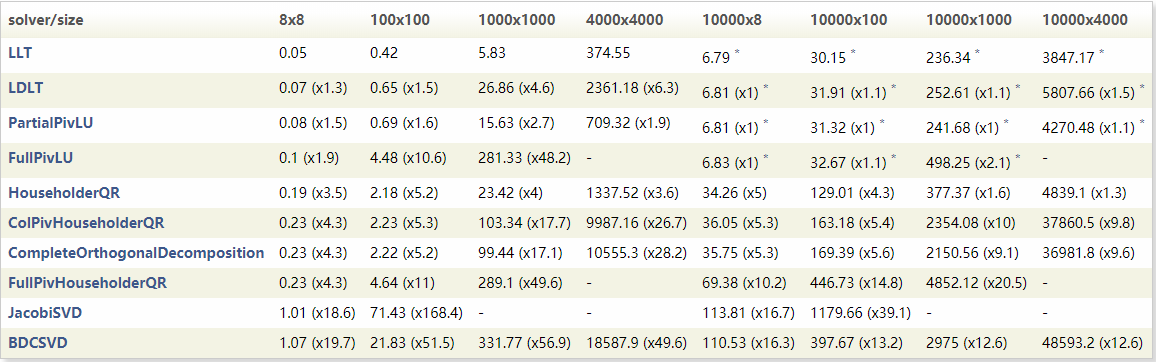 solver/size 8x8 100x100 1000x1000 4000x4000 10000x8 10000x100 10000x1000 10000x4000
LLT 0.05 0.42 5.83 374.55 6.79 * 30.15 * 236.34 * 3847.17 *
LDLT 0.07 (x1.3) 0.65 (x1.5) 26.86 (x4.6) 2361.18 (x6.3) 6.81 (x1) * 31.91 (x1.1) * 252.61 (x1.1) * 5807.66 (x1.5) *
PartialPivLU 0.08 (x1.5) 0.69 (x1.6) 15.63 (x2.7) 709.32 (x1.9) 6.81 (x1) * 31.32 (x1) * 241.68 (x1) * 4270.48 (x1.1) *
FullPivLU 0.1 (x1.9) 4.48 (x10.6) 281.33 (x48.2) - 6.83 (x1) * 32.67 (x1.1) * 498.25 (x2.1) * -
HouseholderQR 0.19 (x3.5) 2.18 (x5.2) 23.42 (x4) 1337.52 (x3.6) 34.26 (x5) 129.01 (x4.3) 377.37 (x1.6) 4839.1 (x1.3)
ColPivHouseholderQR 0.23 (x4.3) 2.23 (x5.3) 103.34 (x17.7) 9987.16 (x26.7) 36.05 (x5.3) 163.18 (x5.4) 2354.08 (x10) 37860.5 (x9.8)
CompleteOrthogonalDecomposition 0.23 (x4.3) 2.22 (x5.2) 99.44 (x17.1) 10555.3 (x28.2) 35.75 (x5.3) 169.39 (x5.6) 2150.56 (x9.1) 36981.8 (x9.6)
FullPivHouseholderQR 0.23 (x4.3) 4.64 (x11) 289.1 (x49.6) - 69.38 (x10.2) 446.73 (x14.8) 4852.12 (x20.5) -
JacobiSVD 1.01 (x18.6) 71.43 (x168.4) - - 113.81 (x16.7) 1179.66 (x39.1) - -
BDCSVD 1.07 (x19.7) 21.83 (x51.5) 331.77 (x56.9) 18587.9 (x49.6) 110.53 (x16.3) 397.67 (x13.2) 2975 (x12.6) 48593.2 (x12.6)